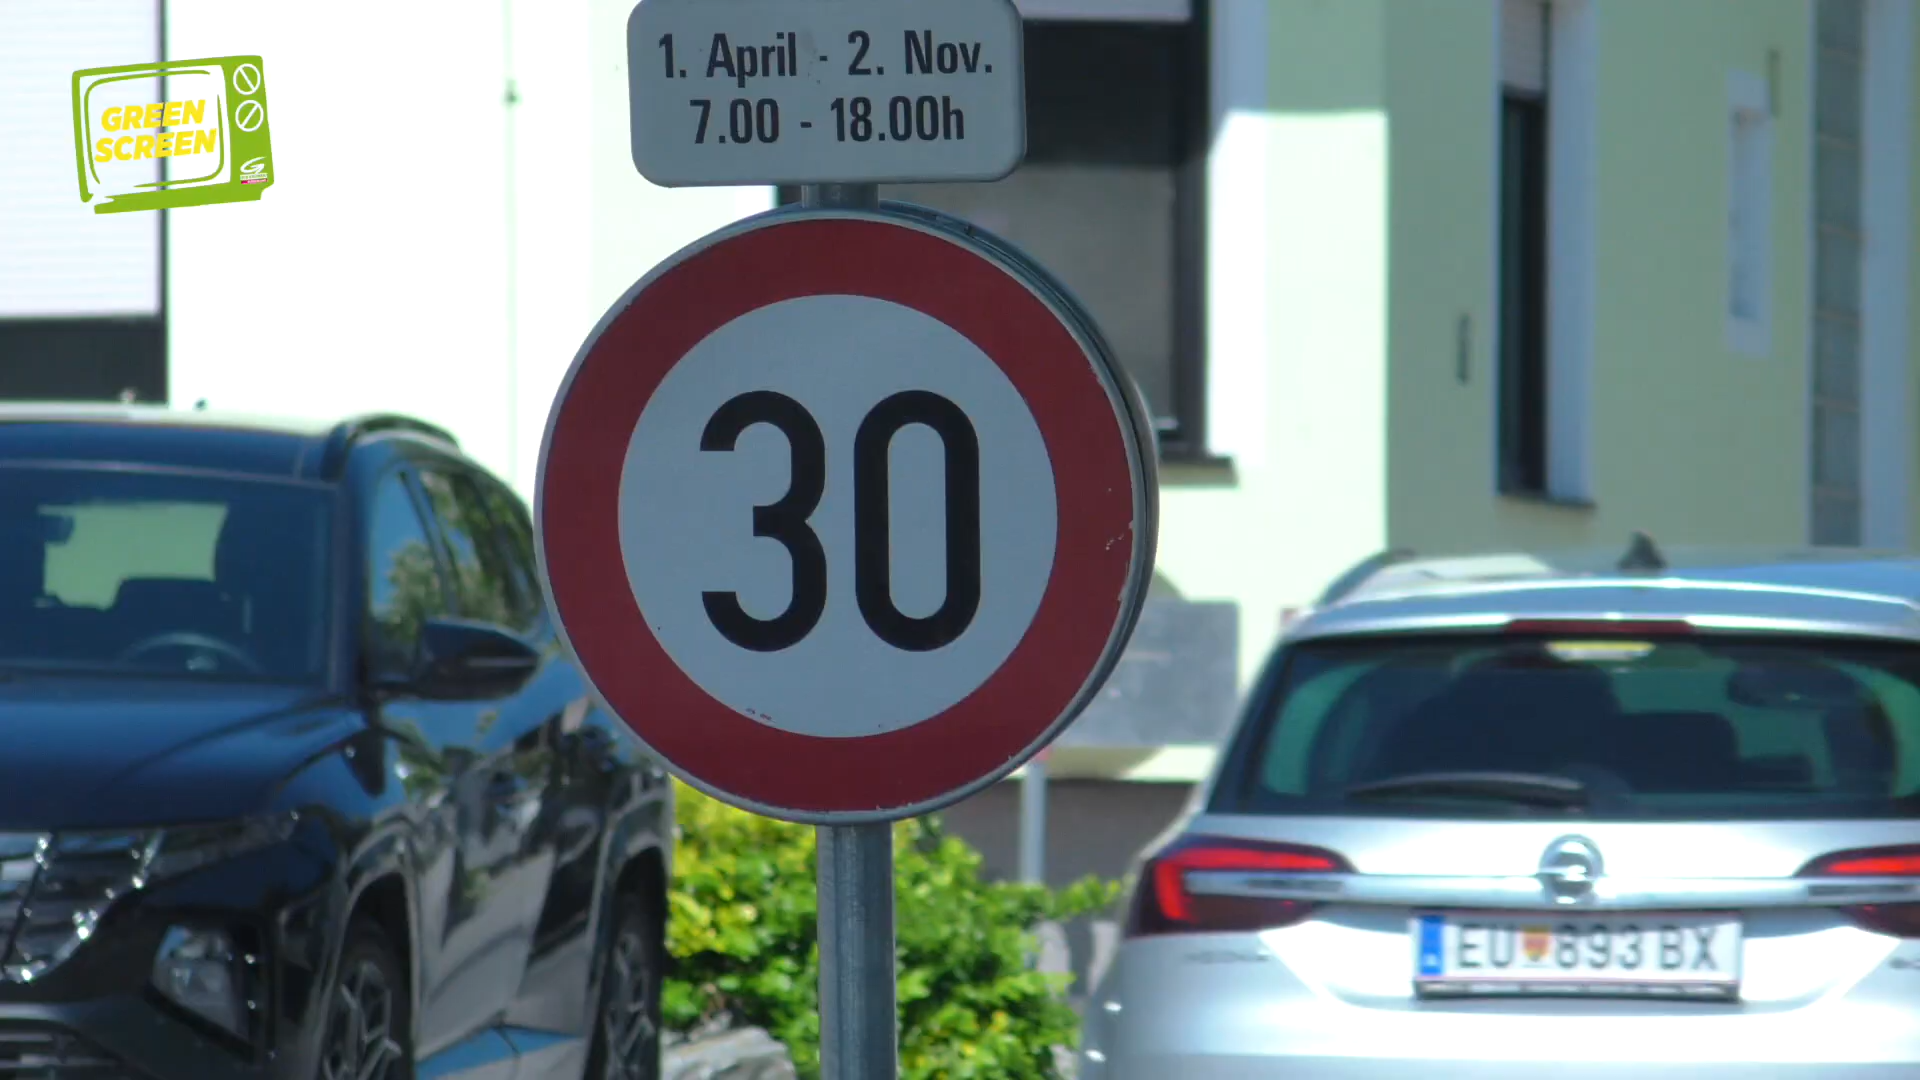 1. April - 2. Nov.
7.00 - 18.00h
GREEN
SCREEN
30
EU 893 BX